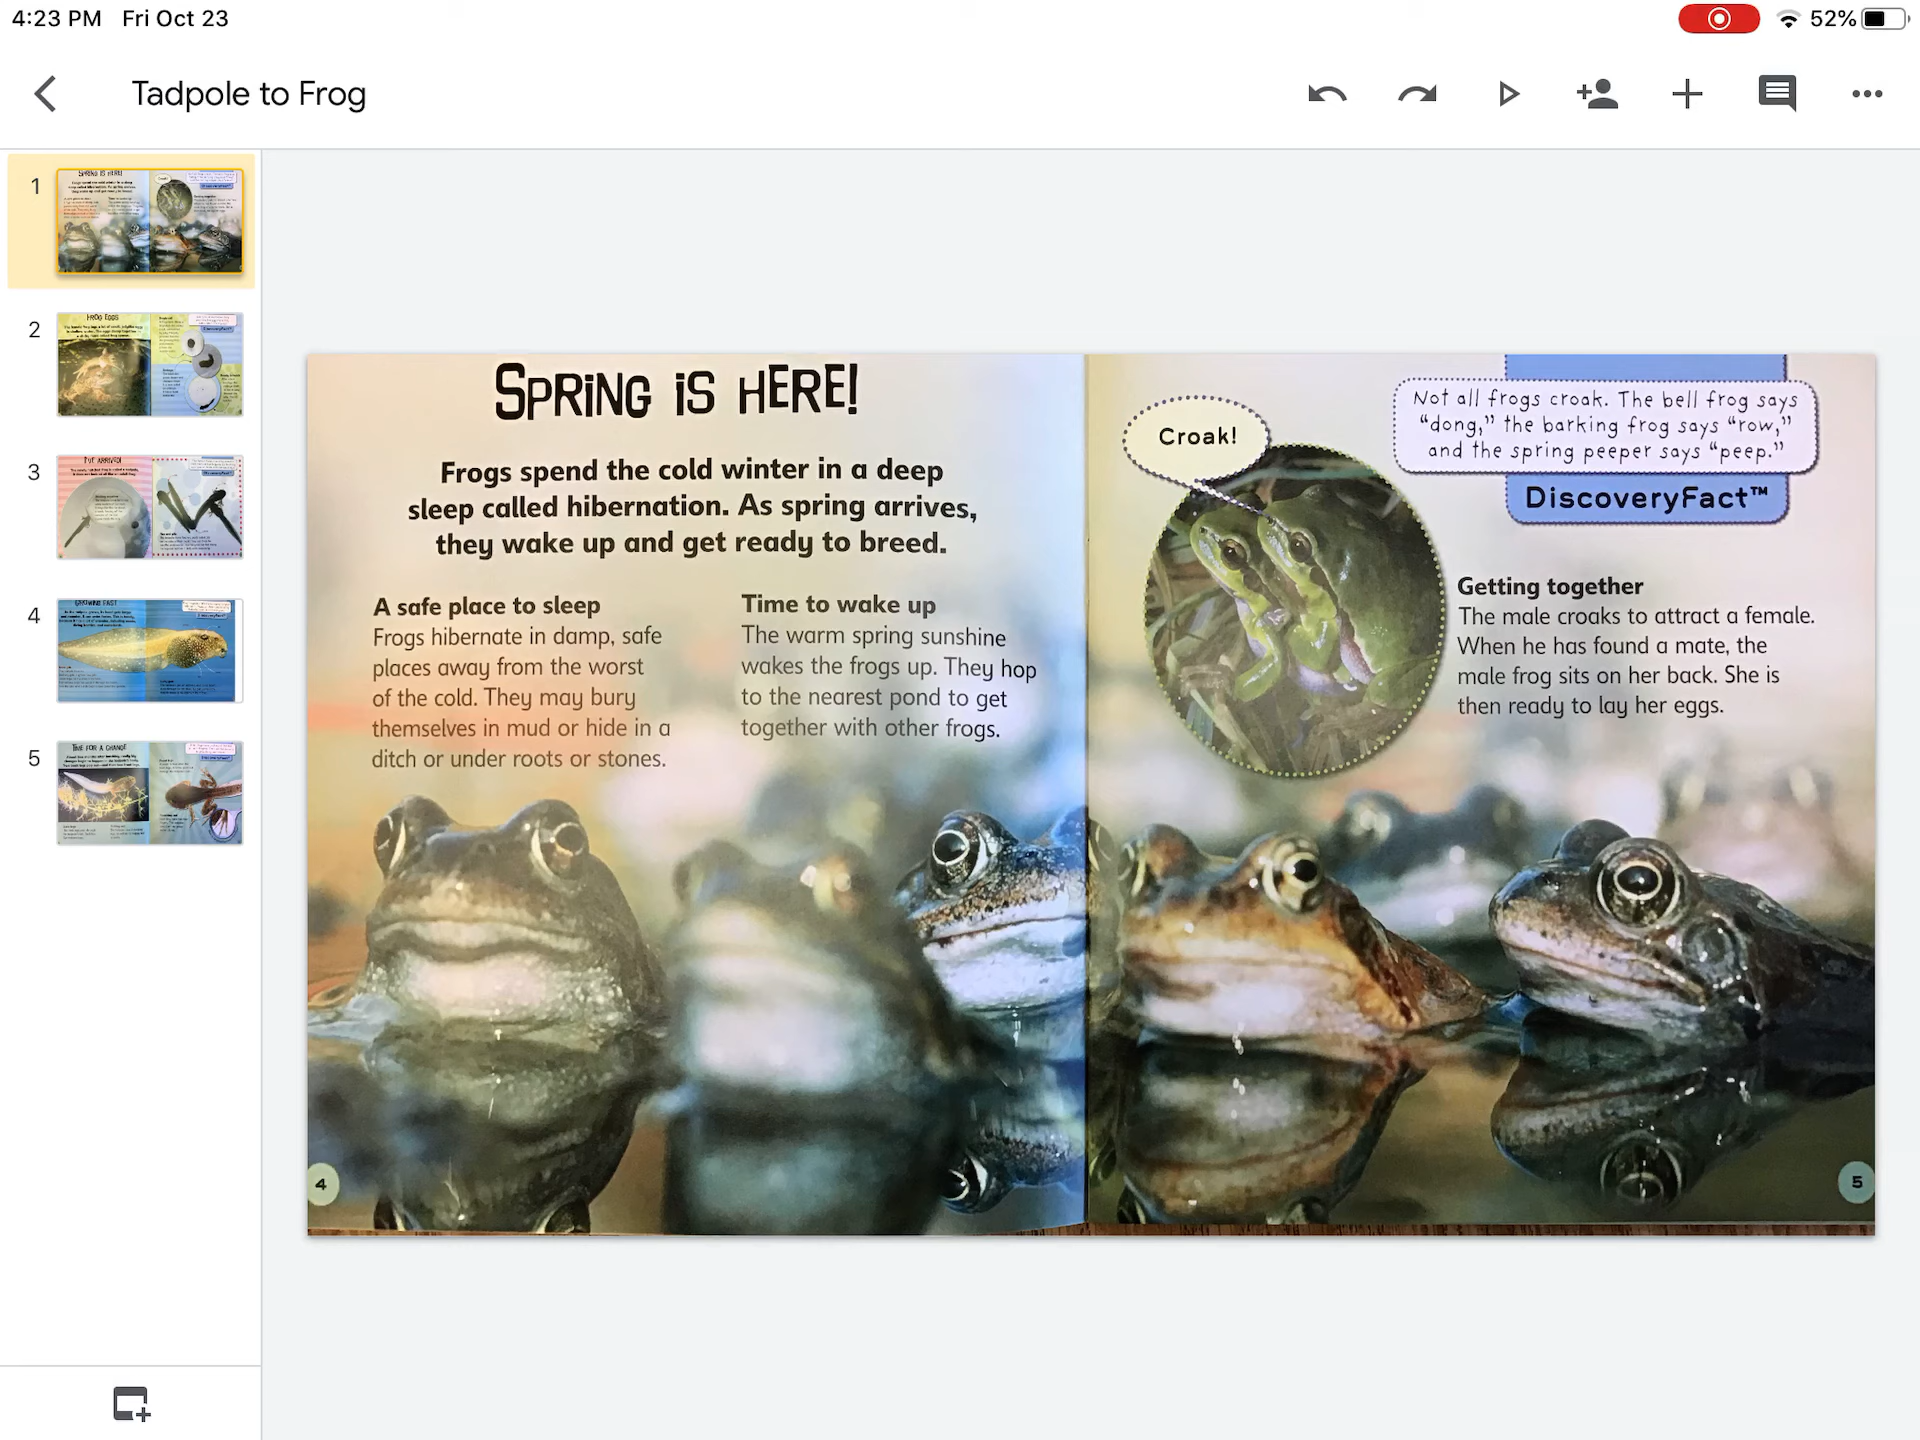 4:23 PM Fri Oct 23
52%
Tadpole to Frog
1
2
3
4
5
SPRING IS HERE!
Frogs spend the cold winter in a deep
sleep called hibernation. As spring arrives,
they wake up and get ready to breed.
A safe place to sleep
Frogs hibernate in damp, safe
places away from the worst
of the cold. They may bury
themselves in mud or hide in a
ditch or under roots or stones.
Time to wake up
The warm spring sunshine
wakes the frogs up. They hop
to the nearest pond to get
together with other frogs.
4
Croak!
Not all frogs croak. The bell frog says
“dong,” the barking frog says “row,”
and the spring peeper says “peep.”
DiscoveryFact™
Getting together
The male croaks to attract a female.
When he has found a mate, the
male frog sits on her back. She is
then ready to lay her eggs.
5